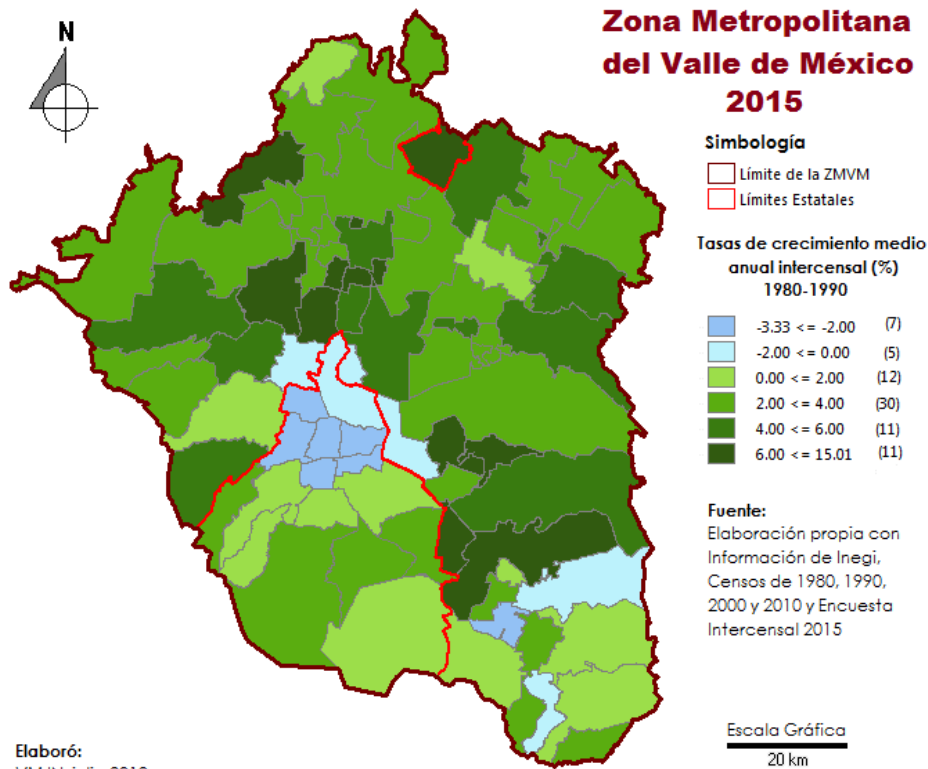 Zona Metropolitana
del Valle de México
2015
N
Simbología
Límite de la ZMVM
Límites Estatales
Tasas de crecimiento medio
anual intercensal (%)
1980-1990
-3.33 <= -2.00 (7)
-2.00 <= 0.00 (5)
0.00 <= 2.00 (12)
2.00 <= 4.00 (30)
4.00 <= 6.00 (11)
6.00 <= 15.01 (11)
Fuente:
Elaboración propia con
Información de Inegi,
Censos de 1980, 1990,
2000 y 2010 y Encuesta
Intercensal 2015
Escala Gráfica
20 km
Elaboró: